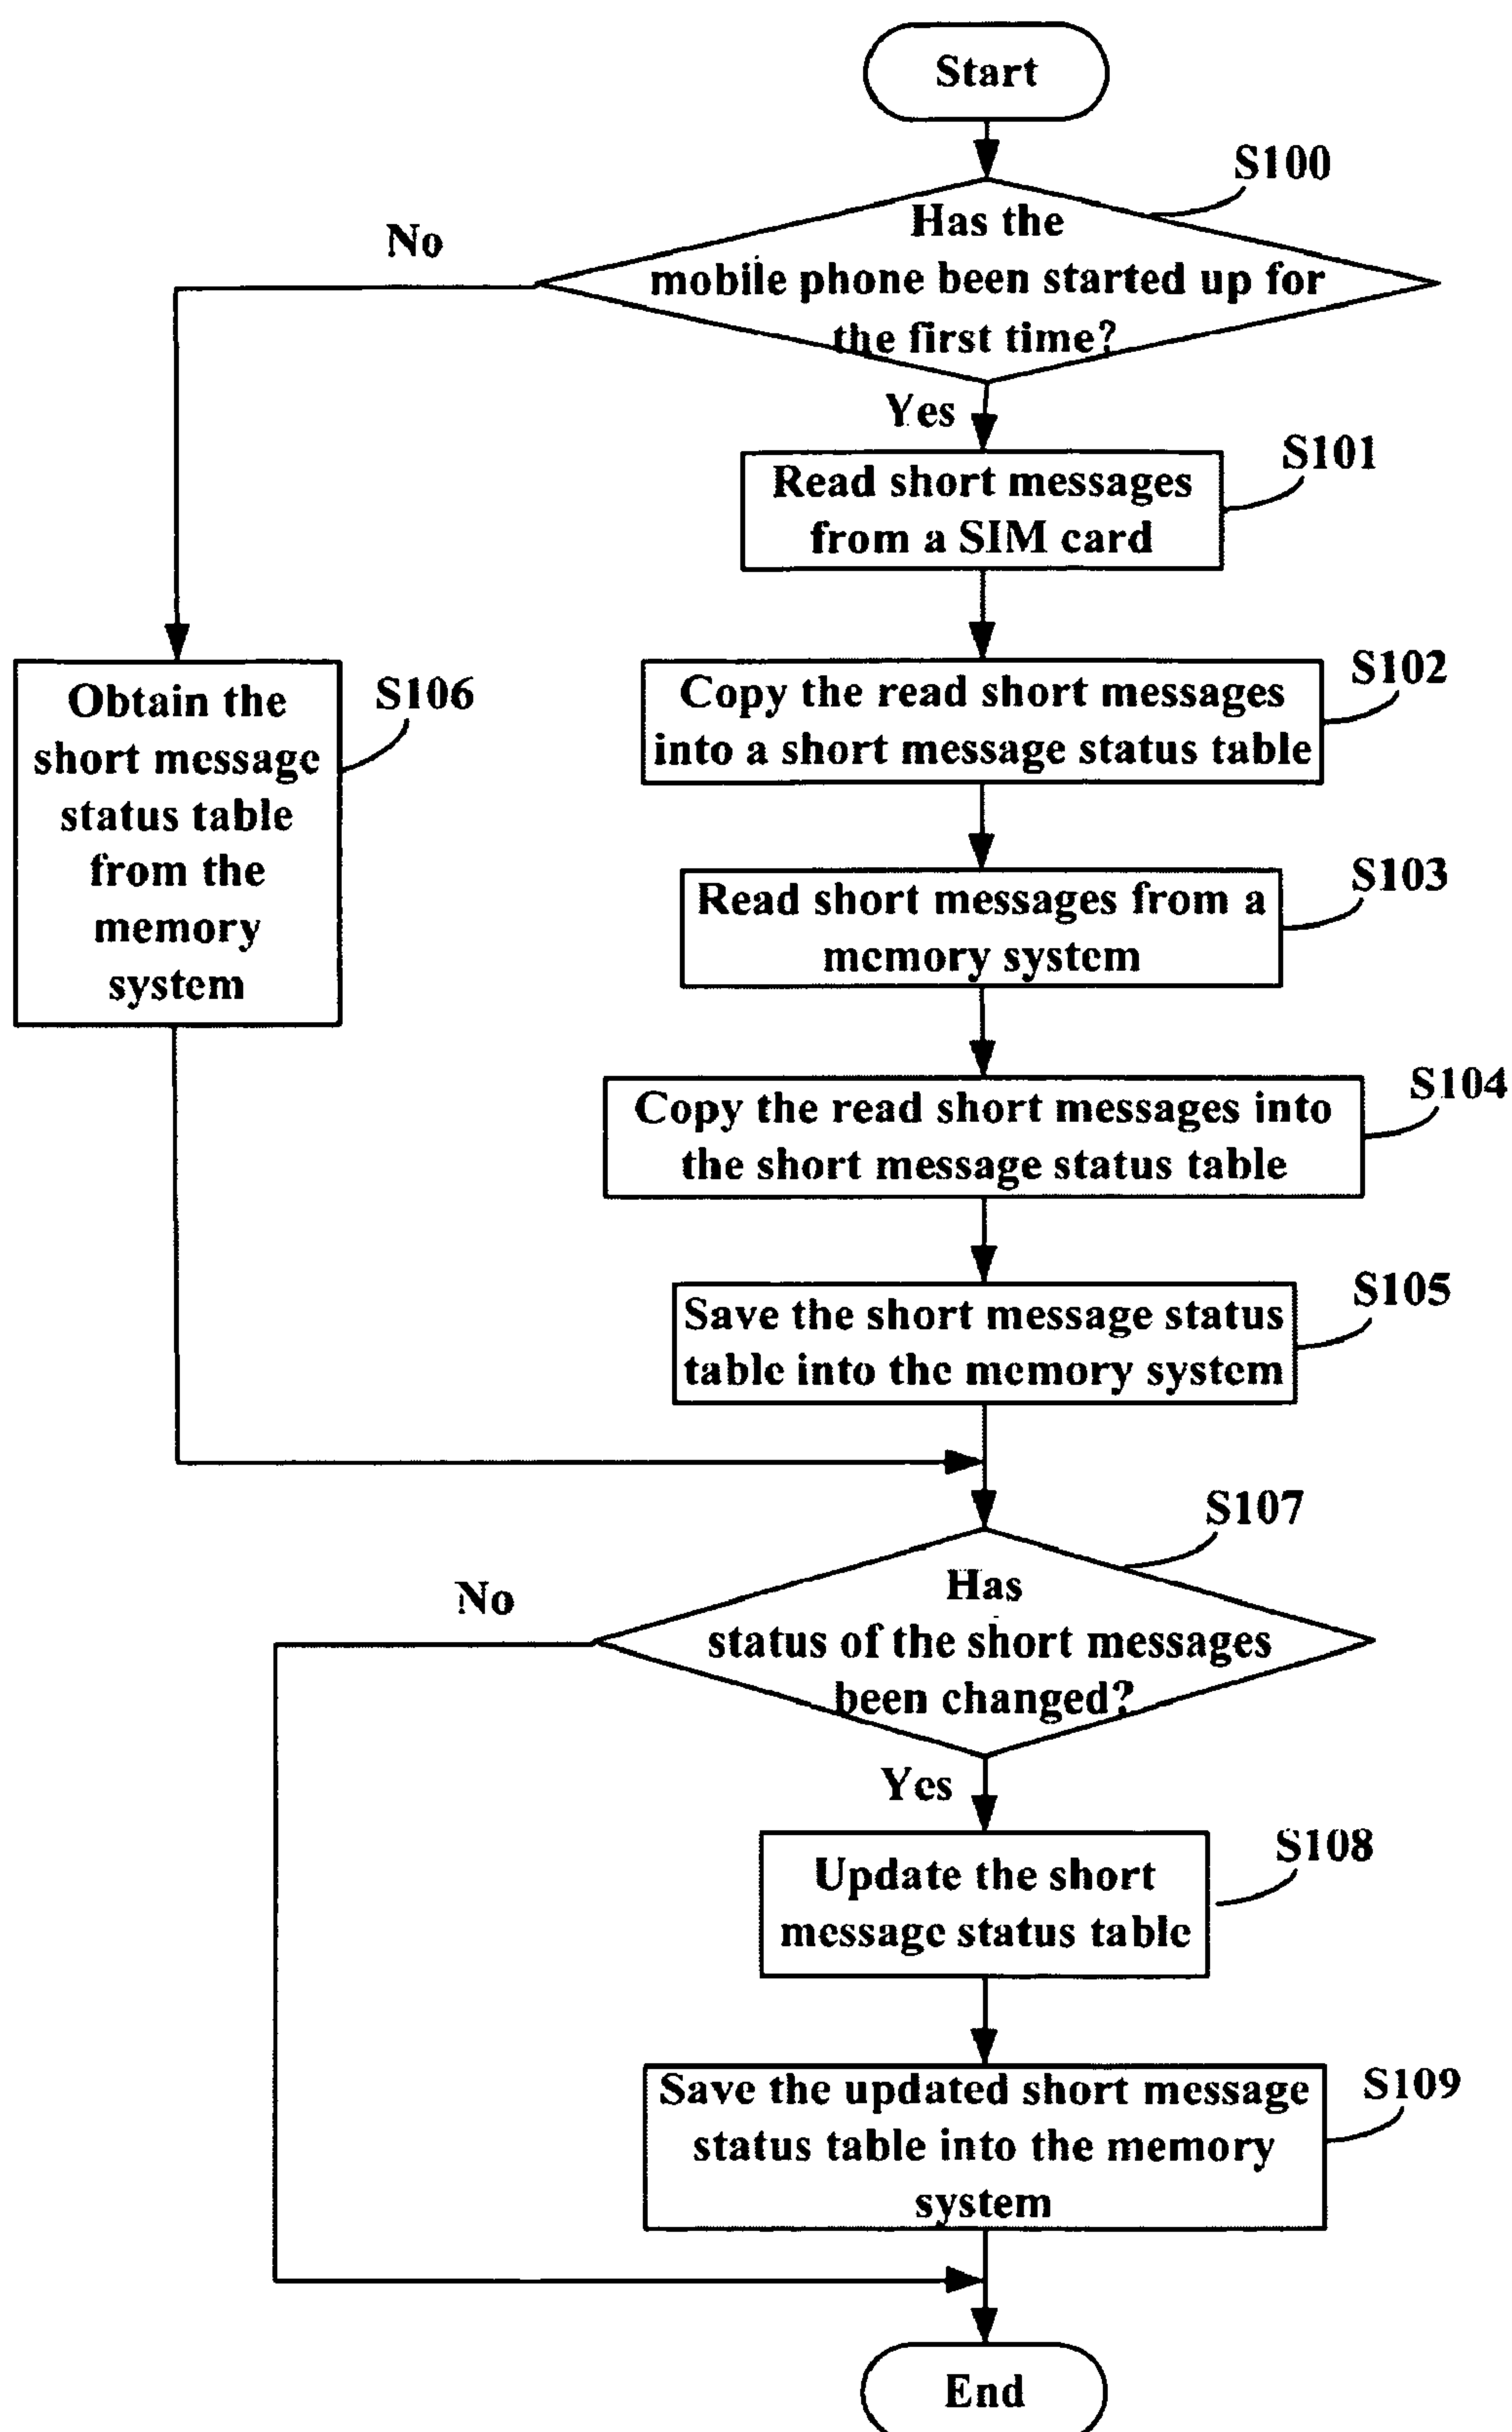 Start
S100
Has the
mobile phone been started up for
the first time?
No
Yes
S101
Read short messages
from a SIM card
S102
Copy the read short messages
into a short message status table
S106
Obtain the
short message
status table
from the
memory
system
S103
Read short messages from a
memory system
S104
Copy the read short messages into
the short message status table
S105
Save the short message status
table into the memory system
S107
Has
status of the short messages
been changed?
No
Yes
S108
Update the short
message status table
S109
Save the updated short message
status table into the memory
system
End